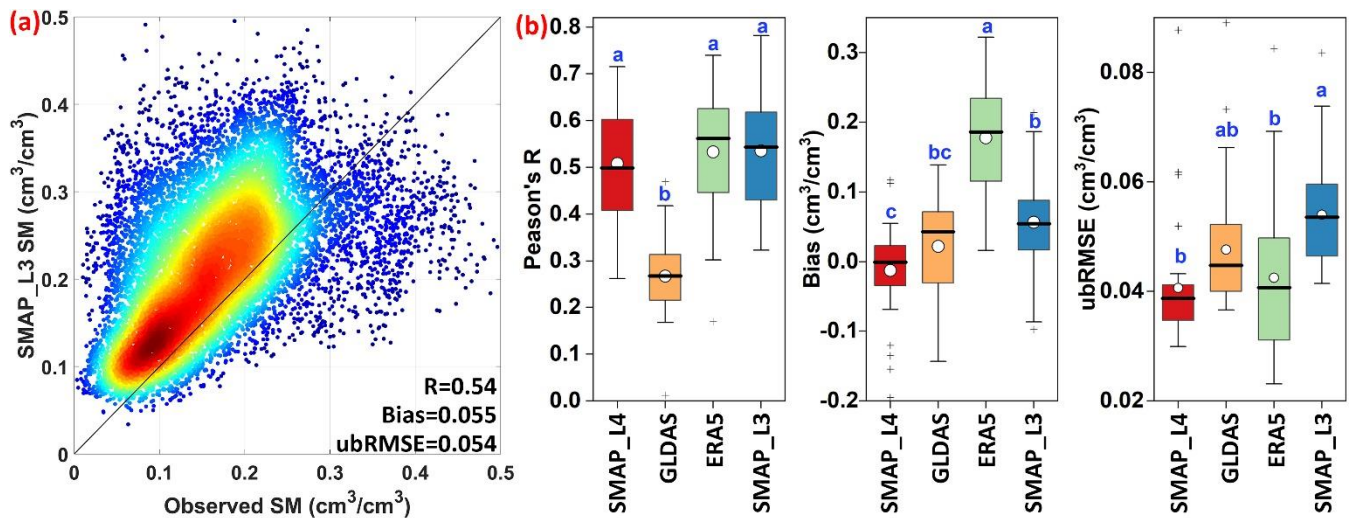 (a)
SMAP_L3 SM (cm³/cm³)
0.5
0.4
0.3
0.2
0.1
0
R=0.54
Bias=0.055
ubRMSE=0.054
0 0.1 0.2 0.3 0.4 0.5
Observed SM (cm³/cm³)
(b)
Peason's R
0.8
0.7
0.6
0.5
0.4
0.3
0.2
0.1
0.0
a b a a
SMAP_L4 GLDAS ERA5 SMAP_L3
Bias (cm³/cm³)
0.3
0.2
0.1
0.0
-0.1
-0.2
c bc a b
SMAP_L4 GLDAS ERA5 SMAP_L3
ubRMSE (cm³/cm³)
0.08
0.06
0.04
0.02
b ab b a
SMAP_L4 GLDAS ERA5 SMAP_L3